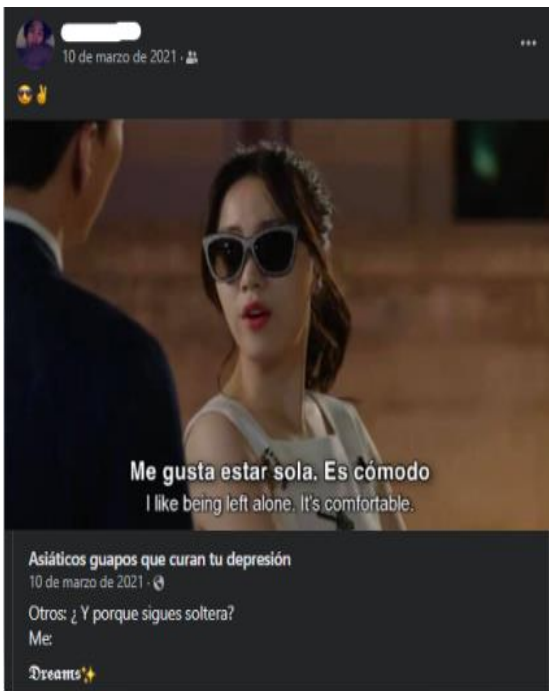 10 de marzo de 2021 ·
😎✌
Me gusta estar sola. Es cómodo
I like being left alone. It's comfortable.
Asiáticos guapos que curan tu depresión
10 de marzo de 2021 ·
Otros: ¿ Y porque sigues soltera?
Me:
𝕯𝖗𝖊𝖆𝖒𝖘✨